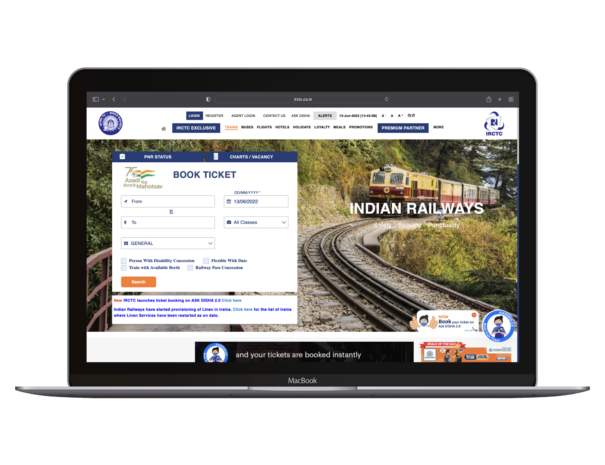 irctc.co.in
LOGIN REGISTER AGENT LOGIN CONTACT US ASK DISHA ALERTS 13-Jun-2022 [14:43:08] A- A A+ हिंदी
IRCTC EXCLUSIVE TRAINS BUSES FLIGHTS HOTELS HOLIDAYS LOYALTY MEALS PROMOTIONS PREMIUM PARTNER MORE
IRCTC
PNR STATUS CHARTS / VACANCY
Azadi Ka
Amrit Mahotsav
BOOK TICKET
DD/MM/YYYY *
From 13/06/2022
To All Classes
GENERAL
Person With Disability Concession Flexible With Date
Train with Available Berth Railway Pass Concession
Search
INDIAN RAILWAYS
Safety | Security | Punctuality
New IRCTC launches ticket booking on ASK DISHA 2.0 Click here
Indian Railways have started provisioning of Linen in trains. Click here for the list of trains
where Linen Services have been restarted as on date.
NOW
Book your ticket on
Ask DISHA 2.0
and your tickets are booked instantly
DEALS OF THE DAY
MacBook